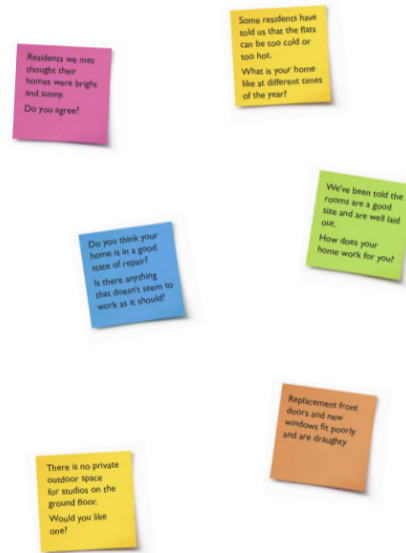 Some residents have
told us that the flats
can be too cold or
too hot.
What is your home
like at different times
of the year?
Residents we met
thought their
homes were bright
and sunny.
Do you agree?
We've been told the
rooms are a good
size and are well laid
out.
How does your
home work for you?
Do you think your
home is in a good
state of repair?
Is there anything
that doesn't seem to
work as it should?
Replacement front
doors and new
windows fit poorly
and are draughty
There is no private
outdoor space
for studios on the
ground floor.
Would you like
one?